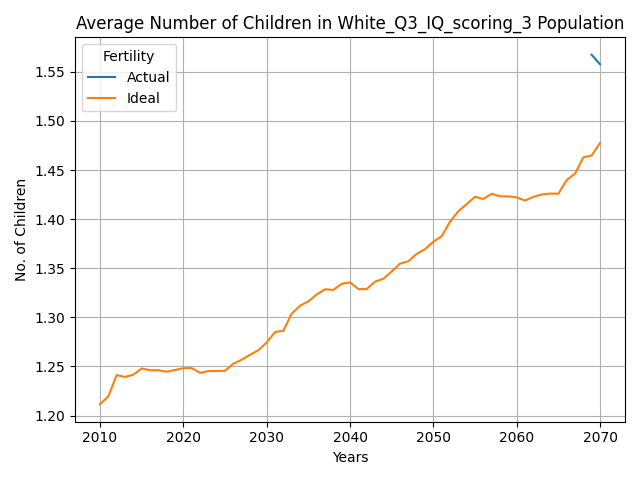 Average Number of Children in White_Q3_IQ_scoring_3 Population
Fertility
Actual
Ideal
No. of Children
1.55
1.50
1.45
1.40
1.35
1.30
1.25
1.20
2010 2020 2030 2040 2050 2060 2070
Years